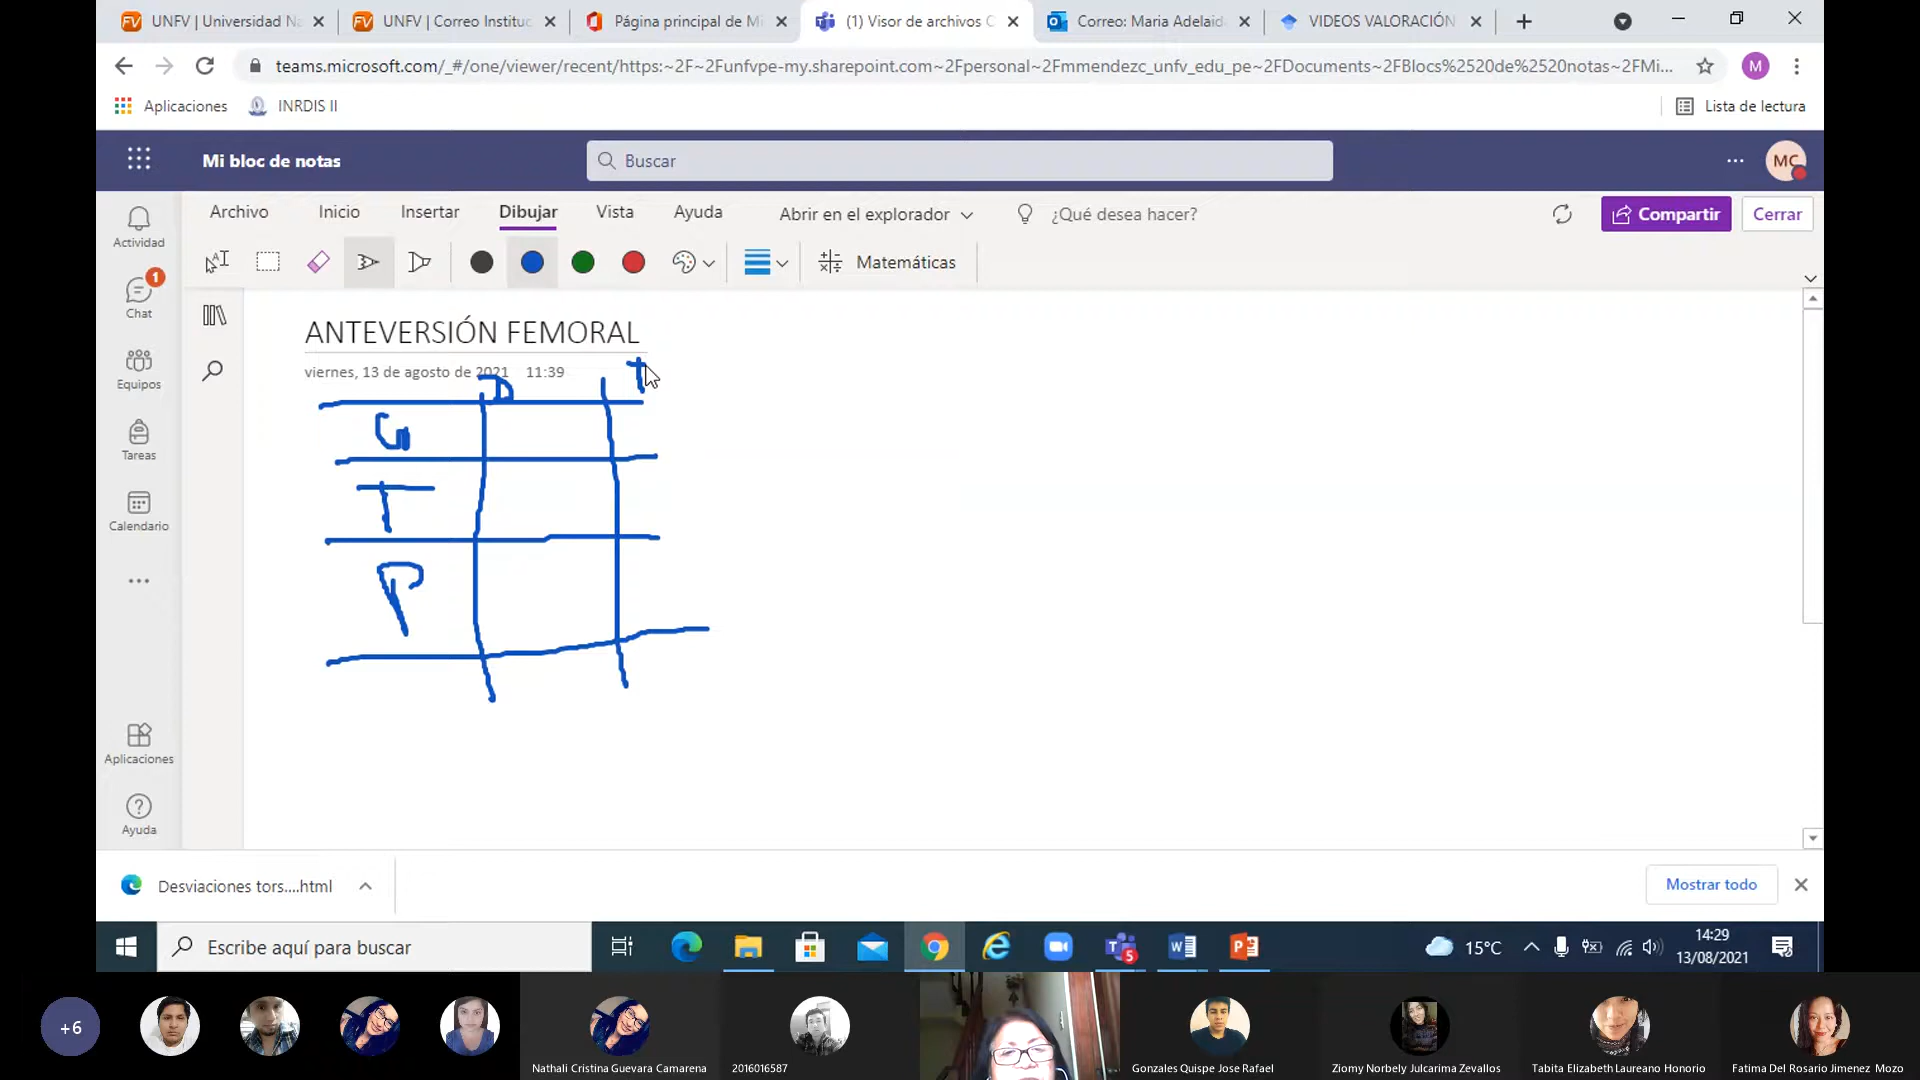 UNFV | Universidad Na
UNFV | Correo Instituc
Página principal de Mi
(1) Visor de archivos C
Correo: Maria Adelaid
VIDEOS VALORACIÓN
teams.microsoft.com/_#/one/viewer/recent/https:~2F~2Funfvpe-my.sharepoint.com~2Fpersonal~2Fmmendezc_unfv_edu_pe~2FDocuments~2FBlocs%2520de%2520notas~2FMi...
M
Aplicaciones
INRDIS II
Lista de lectura
Mi bloc de notas
Buscar
MC
Archivo Inicio Insertar Dibujar Vista Ayuda Abrir en el explorador ¿Qué desea hacer?
Compartir Cerrar
Matemáticas
Actividad
1
Chat
Equipos
Tareas
Calendario
Aplicaciones
Ayuda
ANTEVERSIÓN FEMORAL
viernes, 13 de agosto de 2021 11:39
D
G
T
P
Desviaciones tors....html
Mostrar todo
Escribe aquí para buscar
5
15°C
14:29
13/08/2021
+6
Nathali Cristina Guevara Camarena
2016016587
Gonzales Quispe Jose Rafael
Ziomy Norbely Julcarima Zevallos
Tabita Elizabeth Laureano Honorio
Fatima Del Rosario Jimenez Mozo